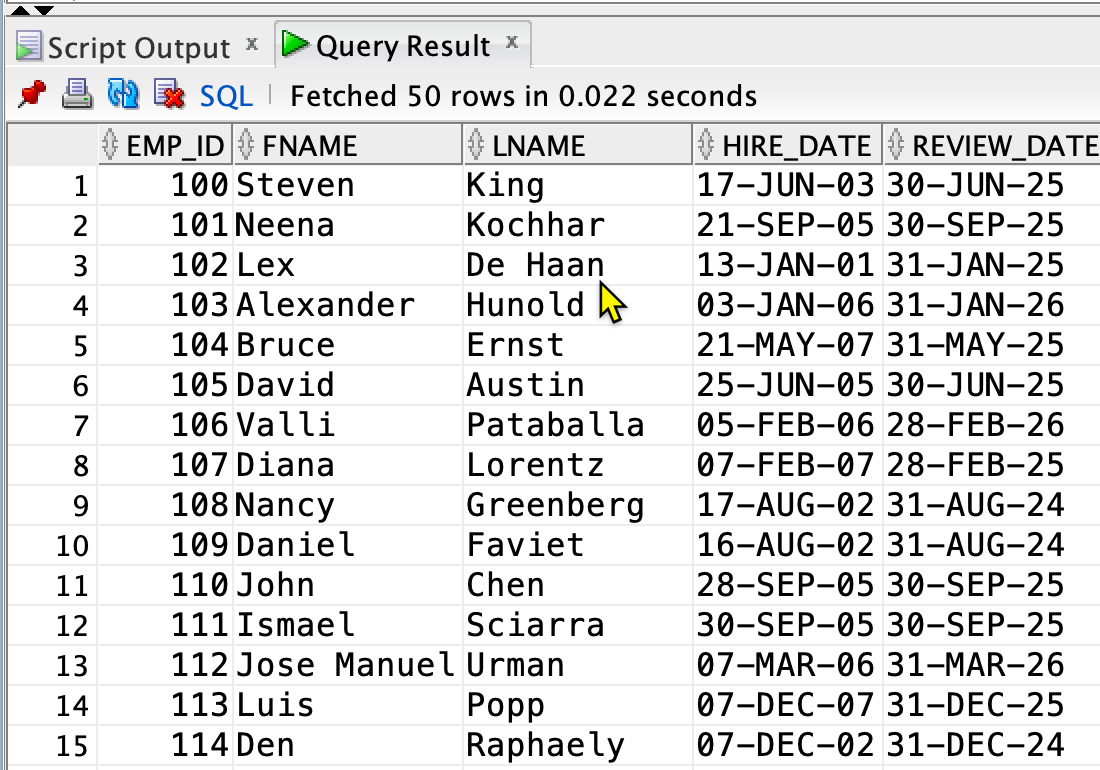 Script Output x Query Result x
SQL | Fetched 50 rows in 0.022 seconds
EMP_ID FNAME LNAME HIRE_DATE REVIEW_DATE
1 100 Steven King 17-JUN-03 30-JUN-25
2 101 Neena Kochhar 21-SEP-05 30-SEP-25
3 102 Lex De Haan 13-JAN-01 31-JAN-25
4 103 Alexander Hunold 03-JAN-06 31-JAN-26
5 104 Bruce Ernst 21-MAY-07 31-MAY-25
6 105 David Austin 25-JUN-05 30-JUN-25
7 106 Valli Pataballa 05-FEB-06 28-FEB-26
8 107 Diana Lorentz 07-FEB-07 28-FEB-25
9 108 Nancy Greenberg 17-AUG-02 31-AUG-24
10 109 Daniel Faviet 16-AUG-02 31-AUG-24
11 110 John Chen 28-SEP-05 30-SEP-25
12 111 Ismael Sciarra 30-SEP-05 30-SEP-25
13 112 Jose Manuel Urman 07-MAR-06 31-MAR-26
14 113 Luis Popp 07-DEC-07 31-DEC-25
15 114 Den Raphaely 07-DEC-02 31-DEC-24